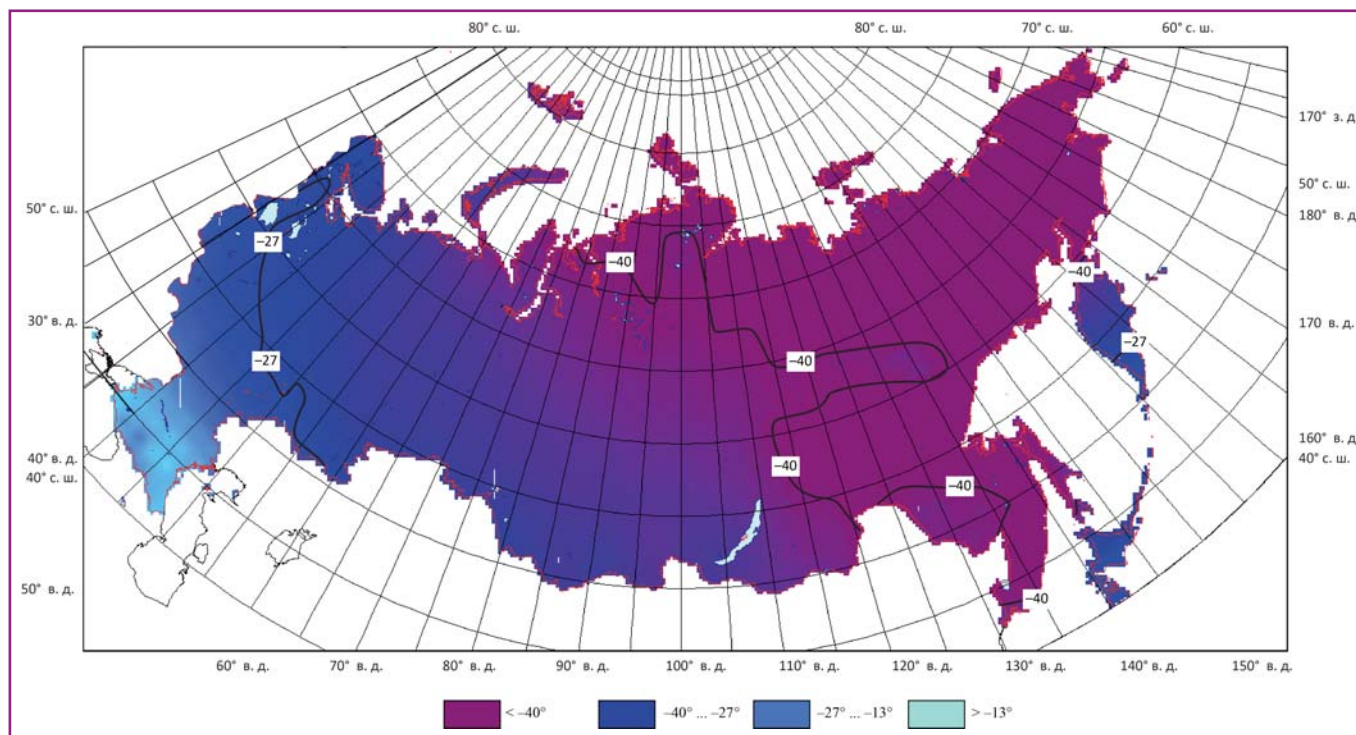 80° с. ш.
80° с. ш.
70° с. ш.
60° с. ш.
170° з. д.
50° с. ш.
50° с. ш.
180° в. д.
–27
–40
–40
30° в. д.
170 в. д.
–27
–27
–40
40° в. д.
160° в. д.
40° с. ш.
40° с. ш.
–40
–40
50° в. д.
–40
60° в. д.
70° в. д.
80° в. д.
90° в. д.
100° в. д.
110° в. д.
120° в. д.
130° в. д.
140° в. д.
150° в. д.
< –40°
–40° ... –27°
–27° ... –13°
> –13°